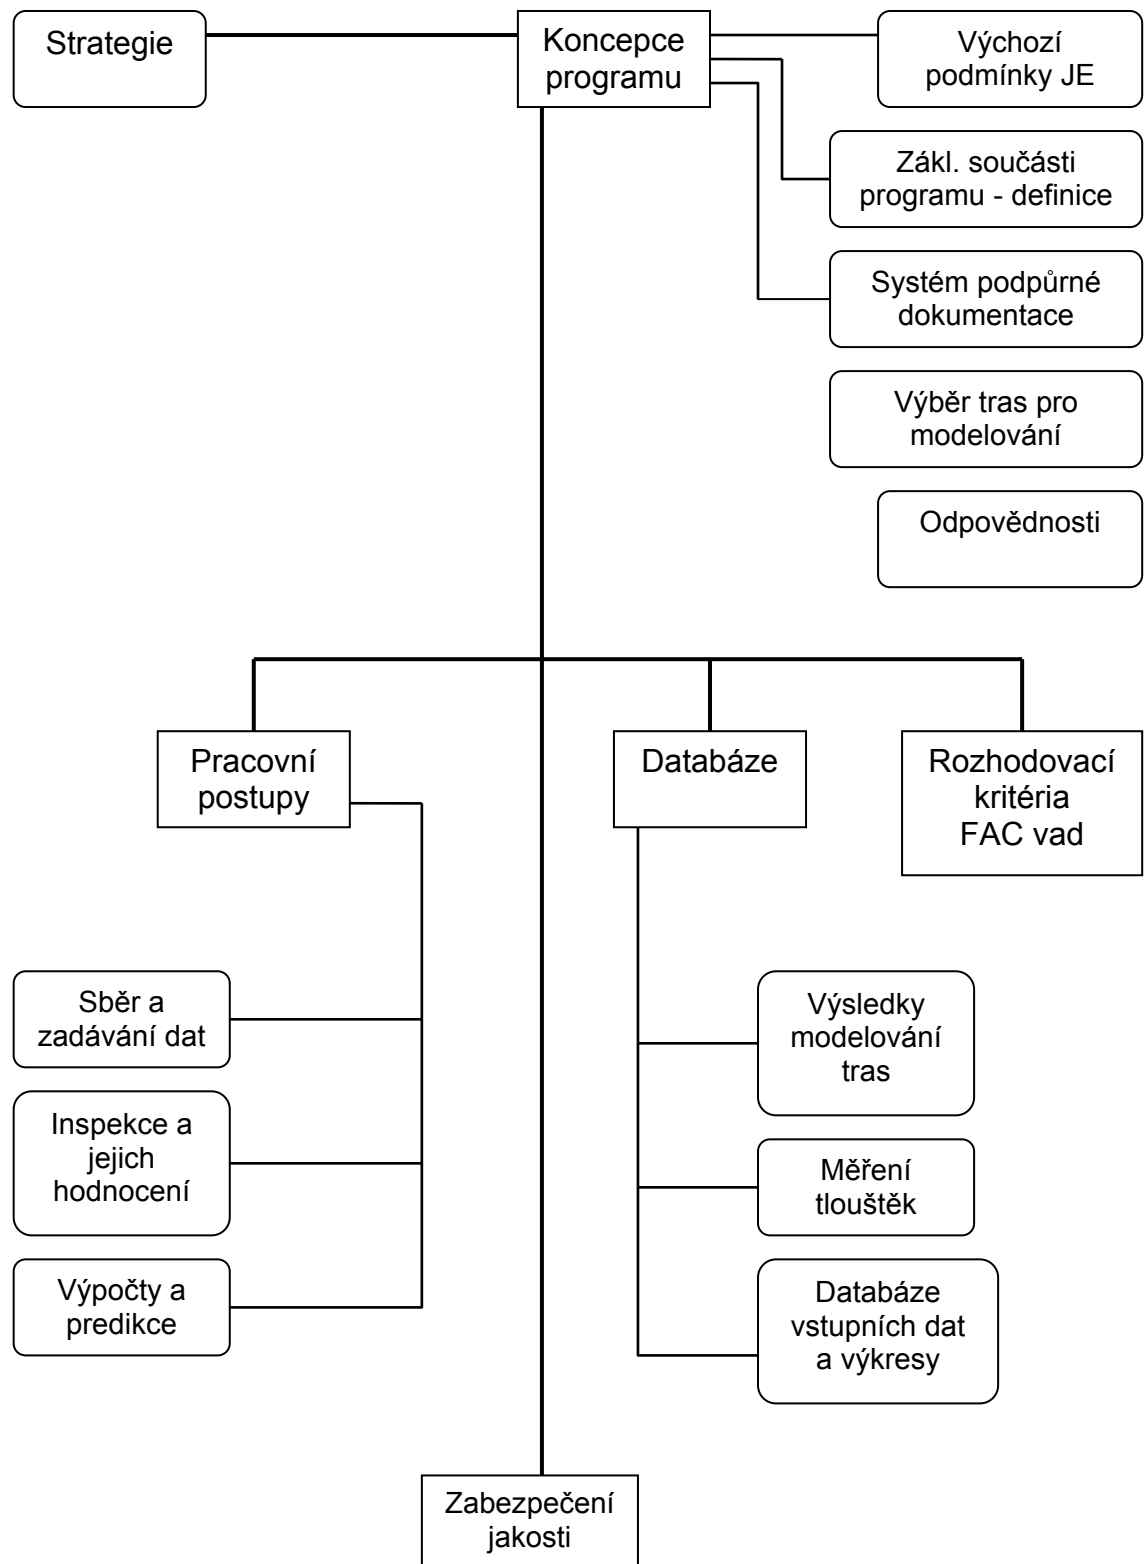 Strategie
Koncepce
programu
Výchozí
podmínky JE
Zákl. součásti
programu - definice
Systém podpůrné
dokumentace
Výběr tras pro
modelování
Odpovědnosti
Pracovní
postupy
Databáze
Rozhodovací
kritéria
FAC vad
Sběr a
zadávání dat
Inspekce a
jejich
hodnocení
Výpočty a
predikce
Výsledky
modelování
tras
Měření
tlouštěk
Databáze
vstupních dat
a výkresy
Zabezpečení
jakosti